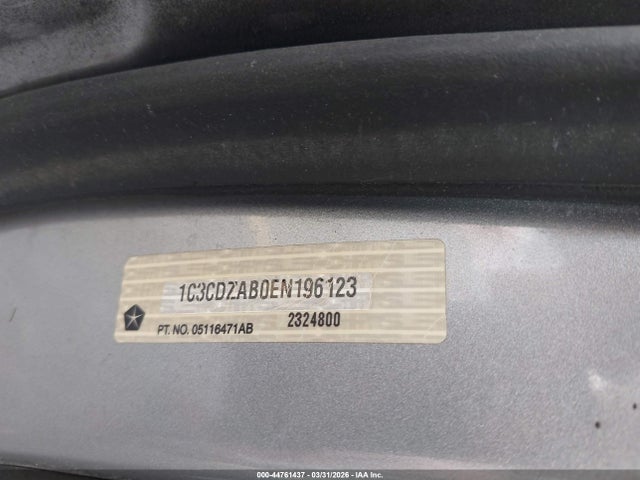 1C3CDZAB0EN196123
PT. NO. 05116471AB 2324800
000-44761437 - 03/31/2026 - IAA, Inc.